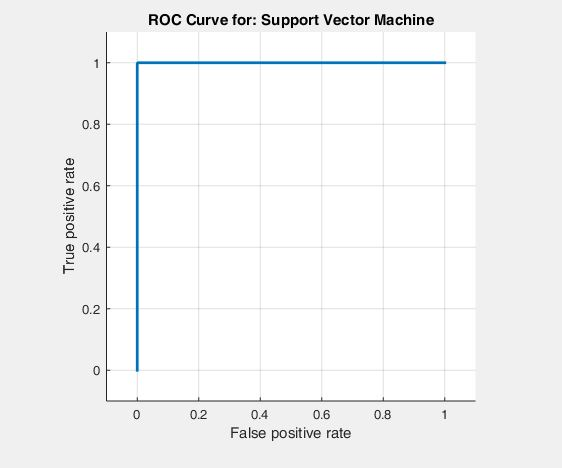 ROC Curve for: Support Vector Machine
1
0.8
0.6
0.4
0.2
0
True positive rate
0 0.2 0.4 0.6 0.8 1
False positive rate